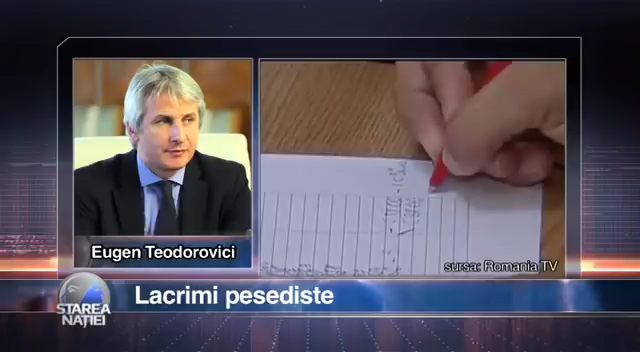 Eugen Teodorovici
sursa: Romania TV
Lacrimi pesediste
STAREA
NAȚIEI